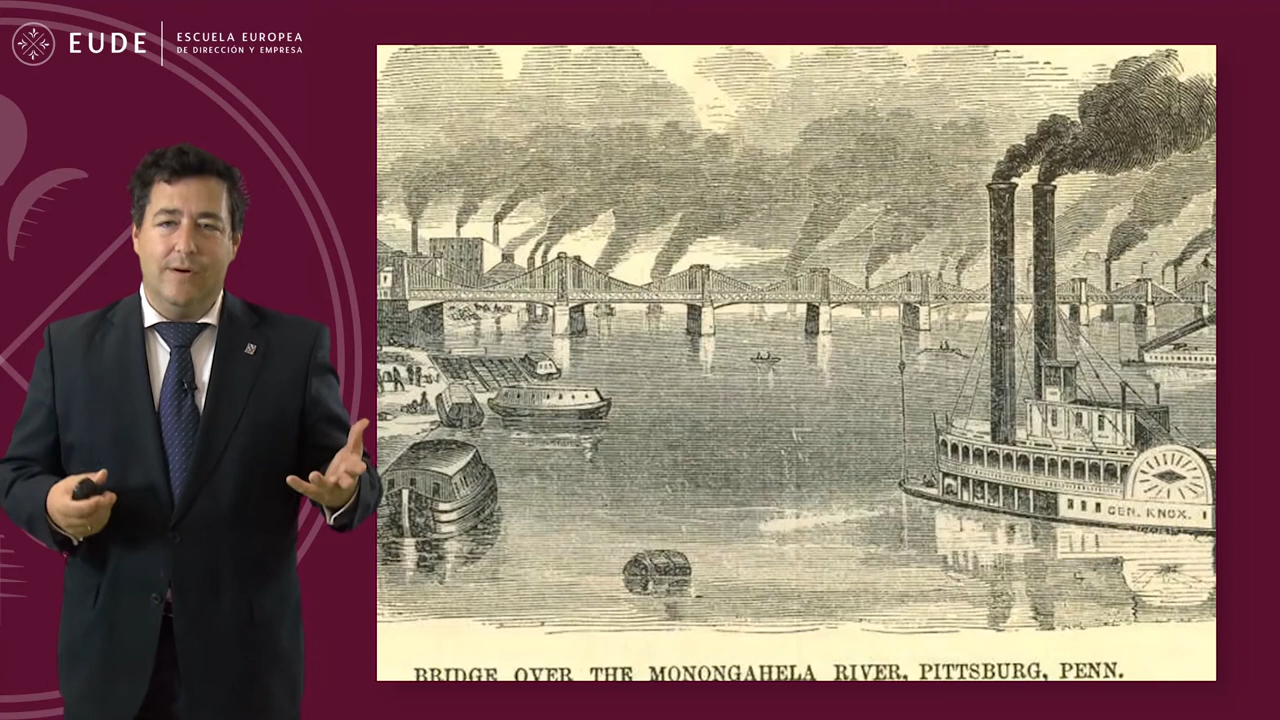 EUDE
ESCUELA EUROPEA
DE DIRECCIÓN Y EMPRESA
GEN. KNOX.
BRIDGE OVER THE MONONGAHELA RIVER, PITTSBURG, PENN.